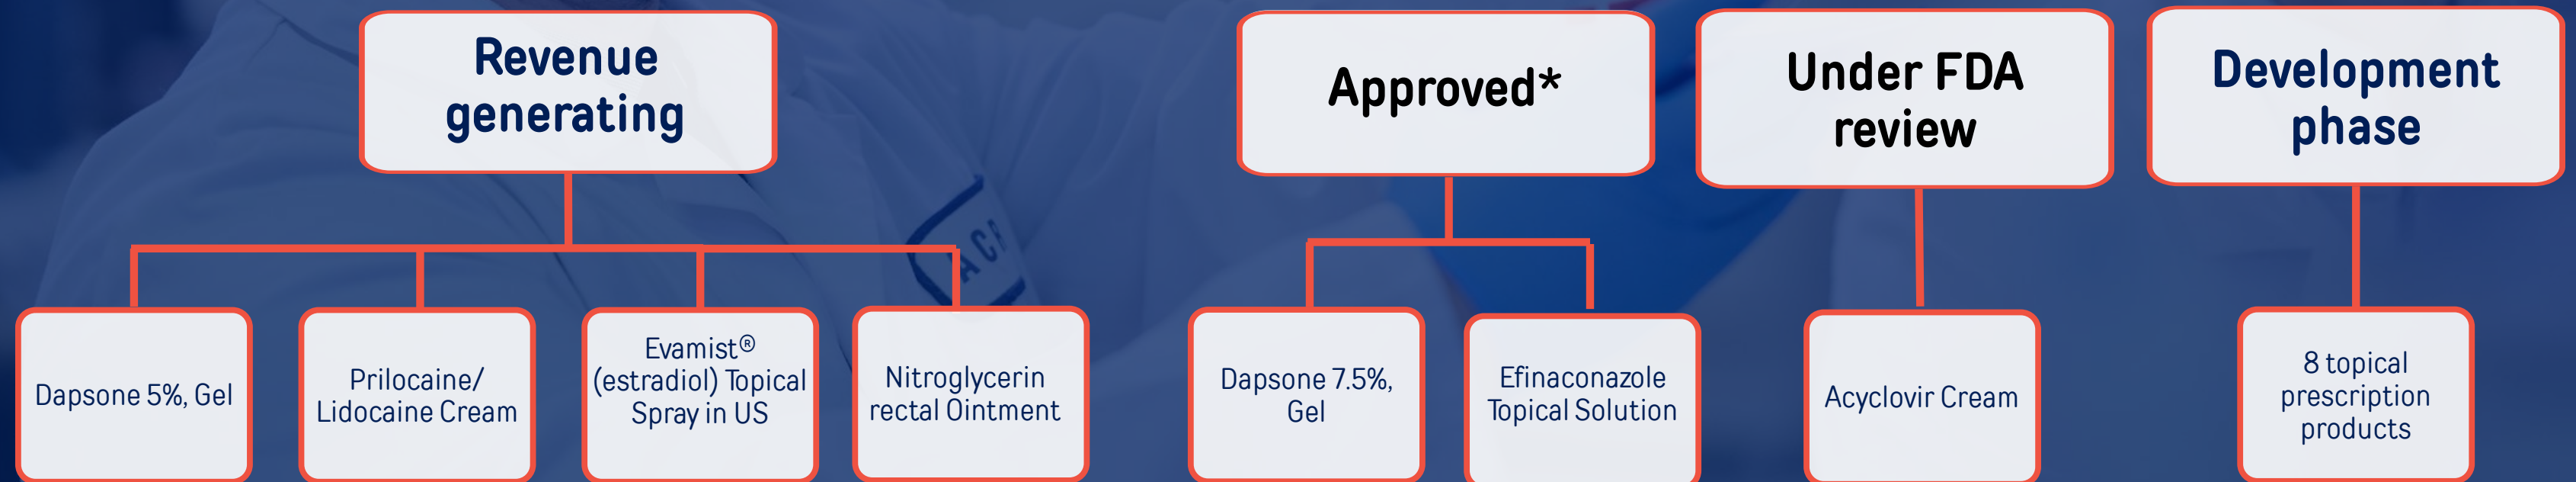 Revenue
generating
Approved*
Under FDA
review
Development
phase
Dapsone 5%, Gel
Prilocaine/
Lidocaine Cream
Evamist®
(estradiol) Topical
Spray in US
Nitroglycerin
rectal Ointment
Dapsone 7.5%,
Gel
Efinaconazole
Topical Solution
Acyclovir Cream
8 topical
prescription
products